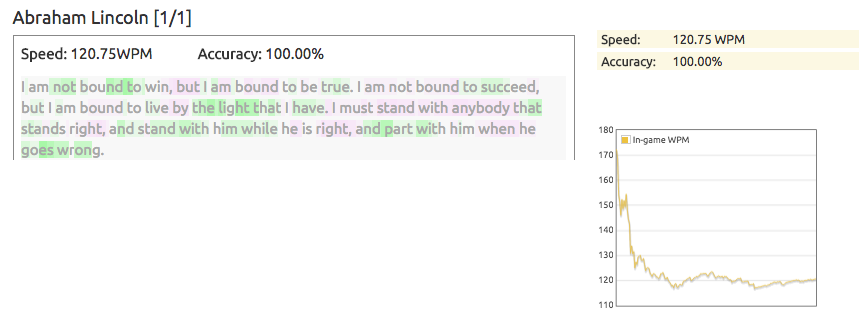 Abraham Lincoln [1/1]
Speed: 120.75WPM Accuracy: 100.00%
I am not bound to win, but I am bound to be true. I am not bound to succeed,
but I am bound to live by the light that I have. I must stand with anybody that
stands right, and stand with him while he is right, and part with him when he
goes wrong.
Speed: 120.75 WPM
Accuracy: 100.00%
In-game WPM
180
170
160
150
140
130
120
110